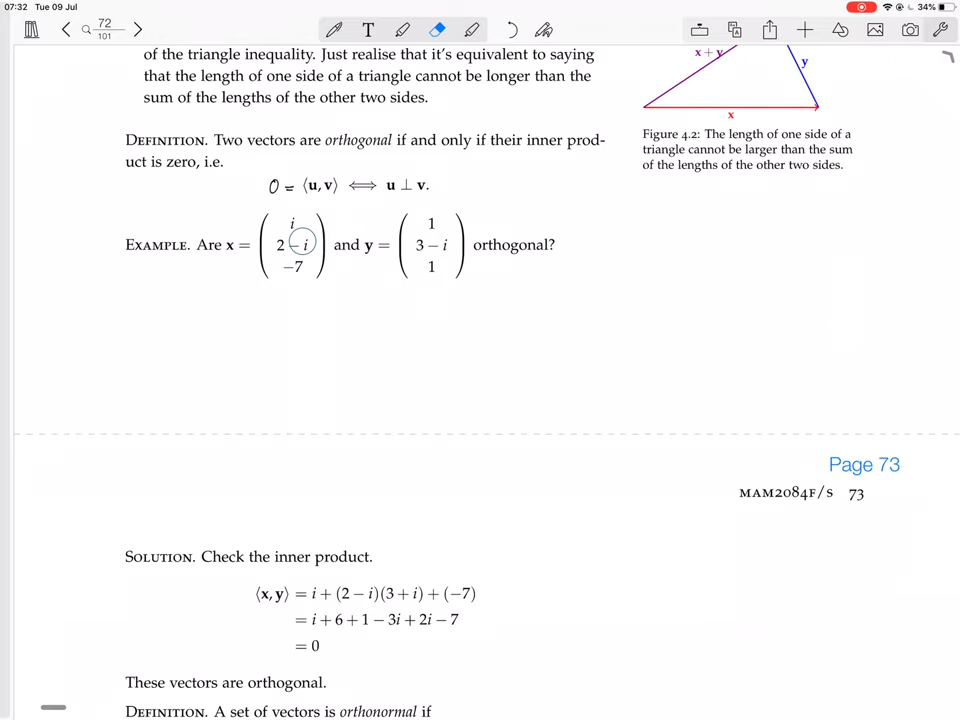 07:32 Tue 09 Jul
34%
72
101
T
of the triangle inequality. Just realise that it's equivalent to saying
that the length of one side of a triangle cannot be longer than the
sum of the lengths of the other two sides.
x + y
y
x
Figure 4.2: The length of one side of a
triangle cannot be larger than the sum
of the lengths of the other two sides.
DEFINITION. Two vectors are orthogonal if and only if their inner prod-
uct is zero, i.e.
0 = ⟨u, v⟩ ⟺ u ⊥ v.
EXAMPLE. Are x = ( i 2 − i −7 ) and y = ( 1 3 − i 1 ) orthogonal?
Page 73
MAM2084F/S 73
SOLUTION. Check the inner product.
⟨x, y⟩ = i + (2 − i)(3 + i) + (−7)
= i + 6 + 1 − 3i + 2i − 7
= 0
These vectors are orthogonal.
DEFINITION. A set of vectors is orthonormal if